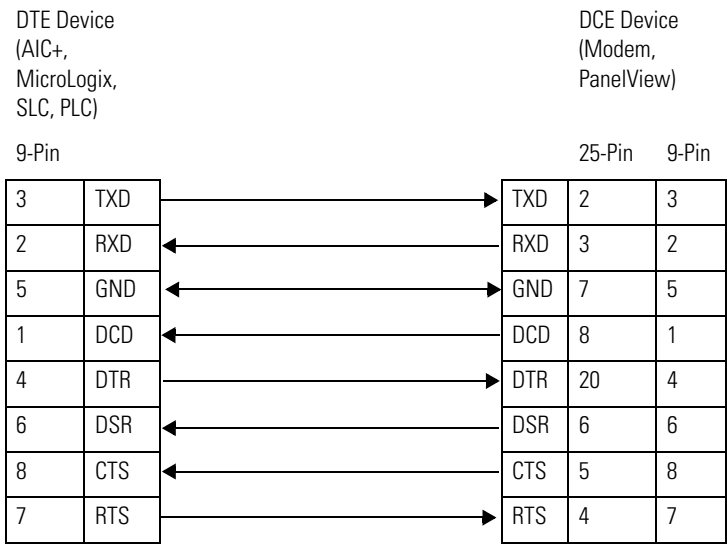 DTE Device
(AIC+,
MicroLogix,
SLC, PLC)
DCE Device
(Modem,
PanelView)
9-Pin
25-Pin 9-Pin
3 TXD TXD 2 3
2 RXD RXD 3 2
5 GND GND 7 5
1 DCD DCD 8 1
4 DTR DTR 20 4
6 DSR DSR 6 6
8 CTS CTS 5 8
7 RTS RTS 4 7